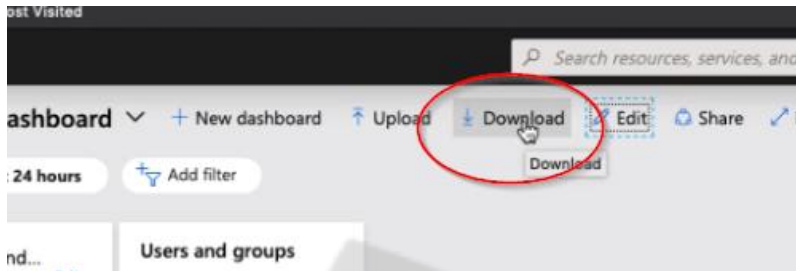 ost Visited
Search resources, services, and
ashboard + New dashboard Upload Download Edit Share
24 hours Add filter
Download
nd... Users and groups